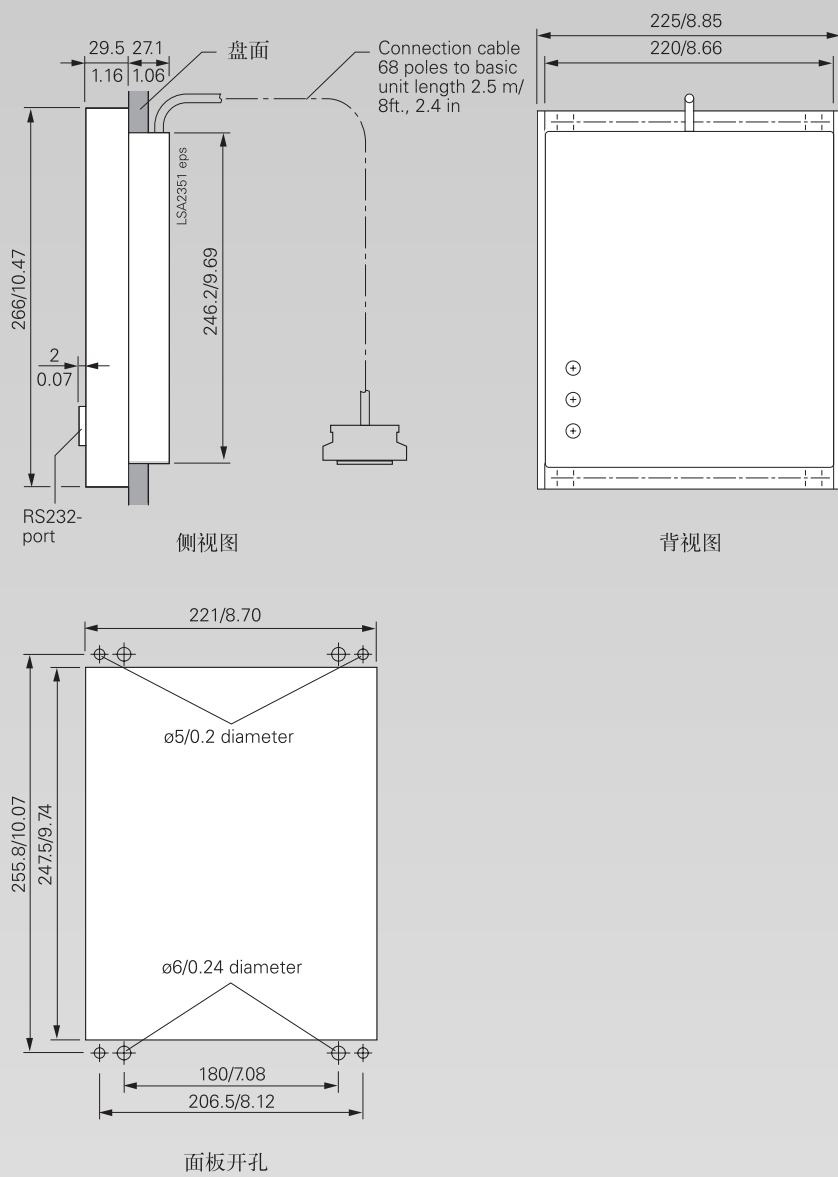 29.5 27.1
1.16 1.06
盘面
Connection cable
68 poles to basic
unit length 2.5 m/
8ft., 2.4 in
LSA2351 eps
266/10.47
246.2/9.69
2
0.07
RS232-
port
侧视图
225/8.85
220/8.66
背视图
221/8.70
ø5/0.2 diameter
255.8/10.07
247.5/9.74
ø6/0.24 diameter
180/7.08
206.5/8.12
面板开孔